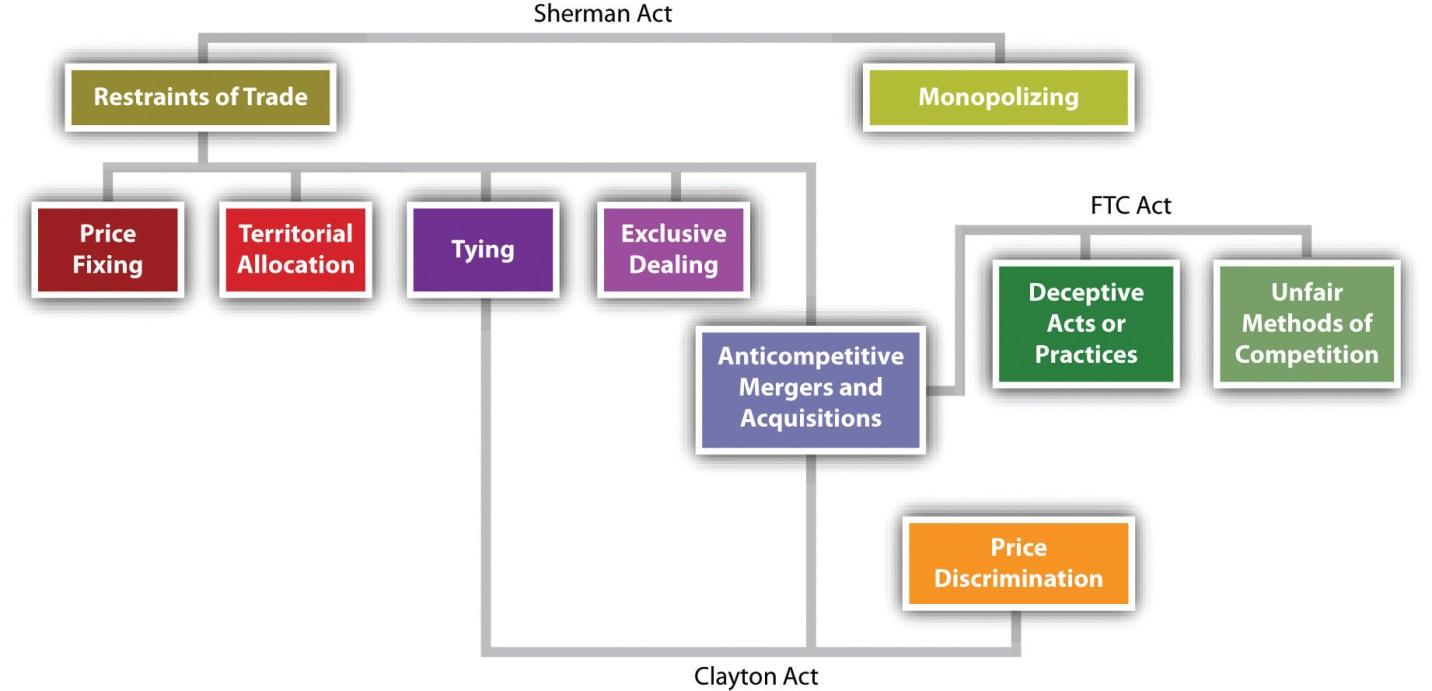 Sherman Act
Restraints of Trade
Monopolizing
Price
Fixing
Territorial
Allocation
Tying
Exclusive
Dealing
FTC Act
Deceptive
Acts or
Practices
Unfair
Methods of
Competition
Anticompetitive
Mergers and
Acquisitions
Price
Discrimination
Clayton Act